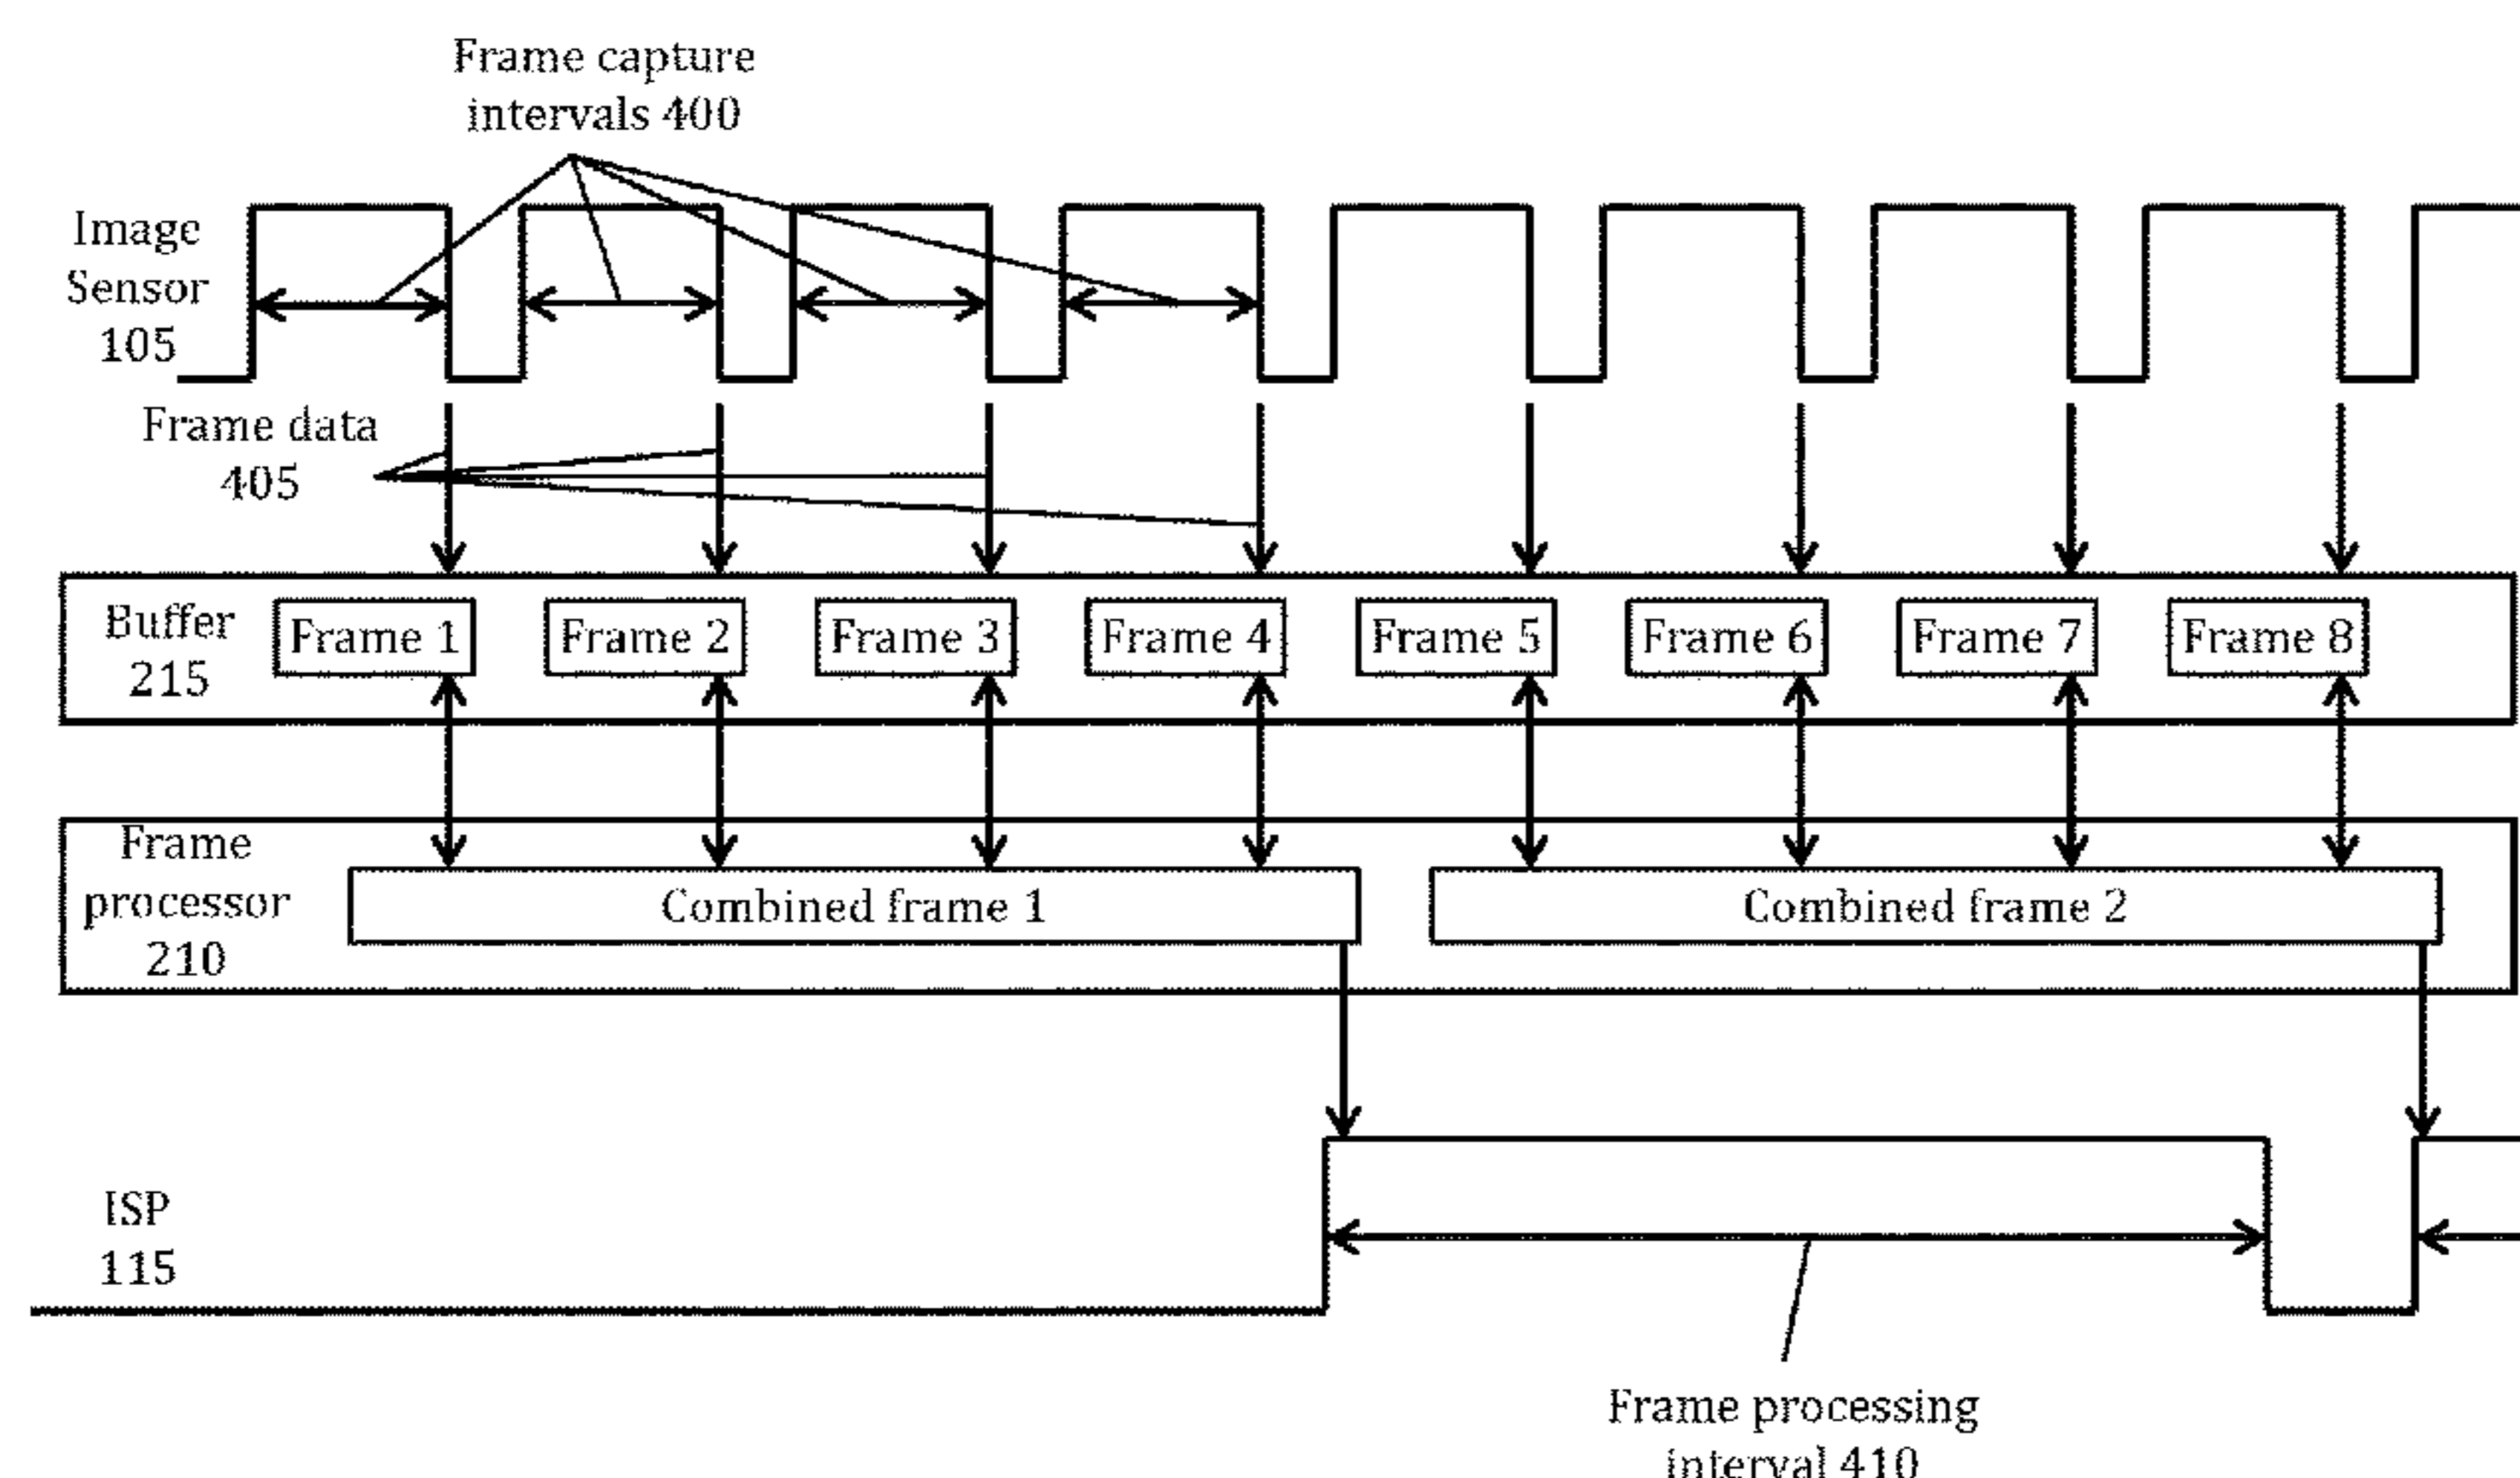 Frame capture
intervals 400
Image
Sensor
105
Frame data
405
Buffer
215
Frame 1
Frame 2
Frame 3
Frame 4
Frame 5
Frame 6
Frame 7
Frame 8
Frame
processor
210
Combined frame 1
Combined frame 2
ISP
115
Frame processing
interval 410